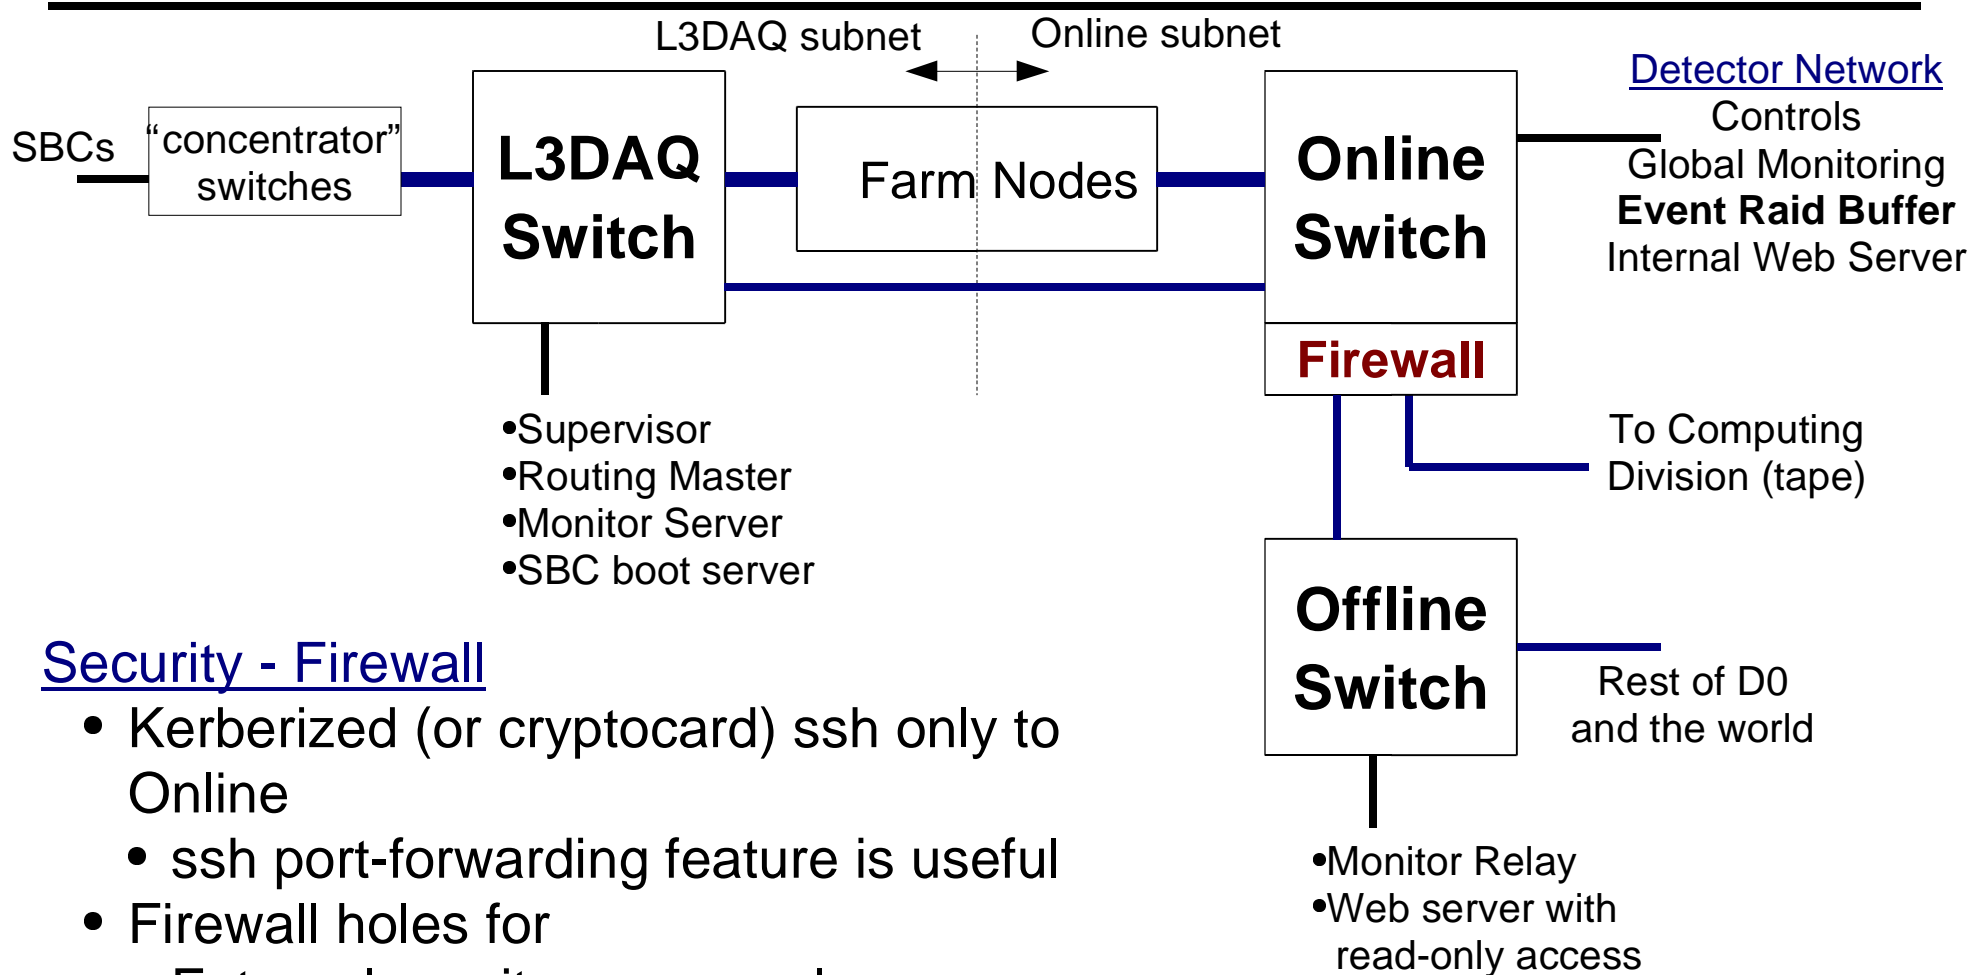 L3DAQ subnet
Online subnet
SBCs
“concentrator”
switches
L3DAQ
Switch
Farm Nodes
Online
Switch
Firewall
Detector Network
Controls
Global Monitoring
Event Raid Buffer
Internal Web Server
•Supervisor
•Routing Master
•Monitor Server
•SBC boot server
To Computing
Division (tape)
Offline
Switch
Rest of D0
and the world
•Monitor Relay
•Web server with
read-only access
Security - Firewall
• Kerberized (or cryptocard) ssh only to
Online
• ssh port-forwarding feature is useful
• Firewall holes for